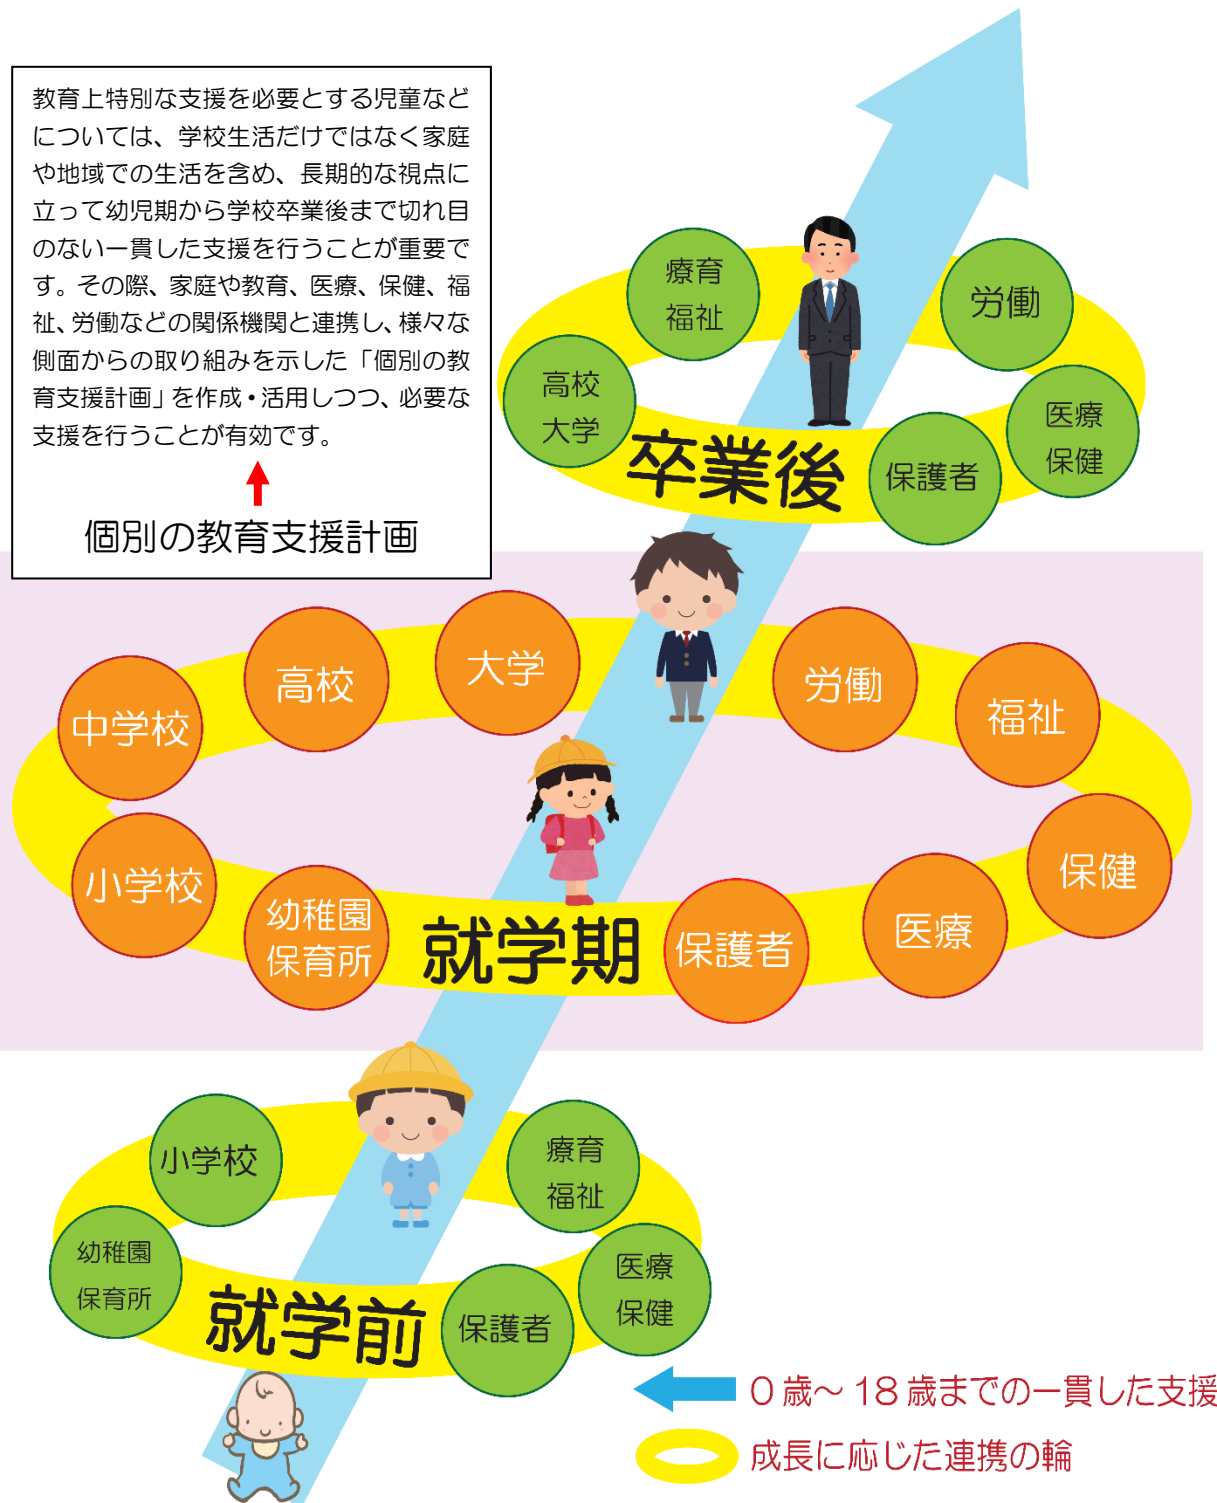 教育上特別な支援を必要とする児童など
については、学校生活だけではなく家庭
や地域での生活を含め、長期的な視点に
立って幼児期から学校卒業後まで切れ目
のない一貫した支援を行うことが重要で
す。その際、家庭や教育、医療、保健、福
祉、労働などの関係機関と連携し、様々な
側面からの取り組みを示した「個別の教
育支援計画」を作成・活用しつつ、必要な
支援を行うことが有効です。
個別の教育支援計画
療育
福祉
労働
高校
大学
医療
保健
保護者
卒業後
中学校
高校
大学
労働
福祉
小学校
幼稚園
保育所
就学期
保護者
医療
保健
小学校
療育
福祉
幼稚園
保育所
医療
保健
就学前
保護者
0歳～18歳までの一貫した支援
成長に応じた連携の輪